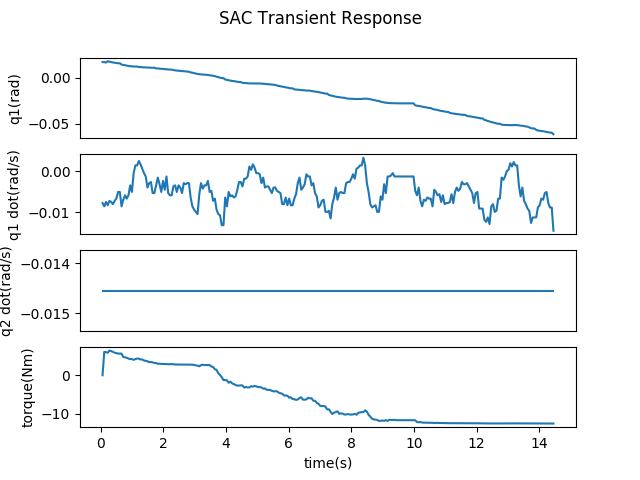 SAC Transient Response
q1(rad)
0.00
−0.05
q1 dot(rad/s)
0.00
−0.01
q2 dot(rad/s)
−0.014
−0.015
torque(Nm)
0
−10
0 2 4 6 8 10 12 14
time(s)